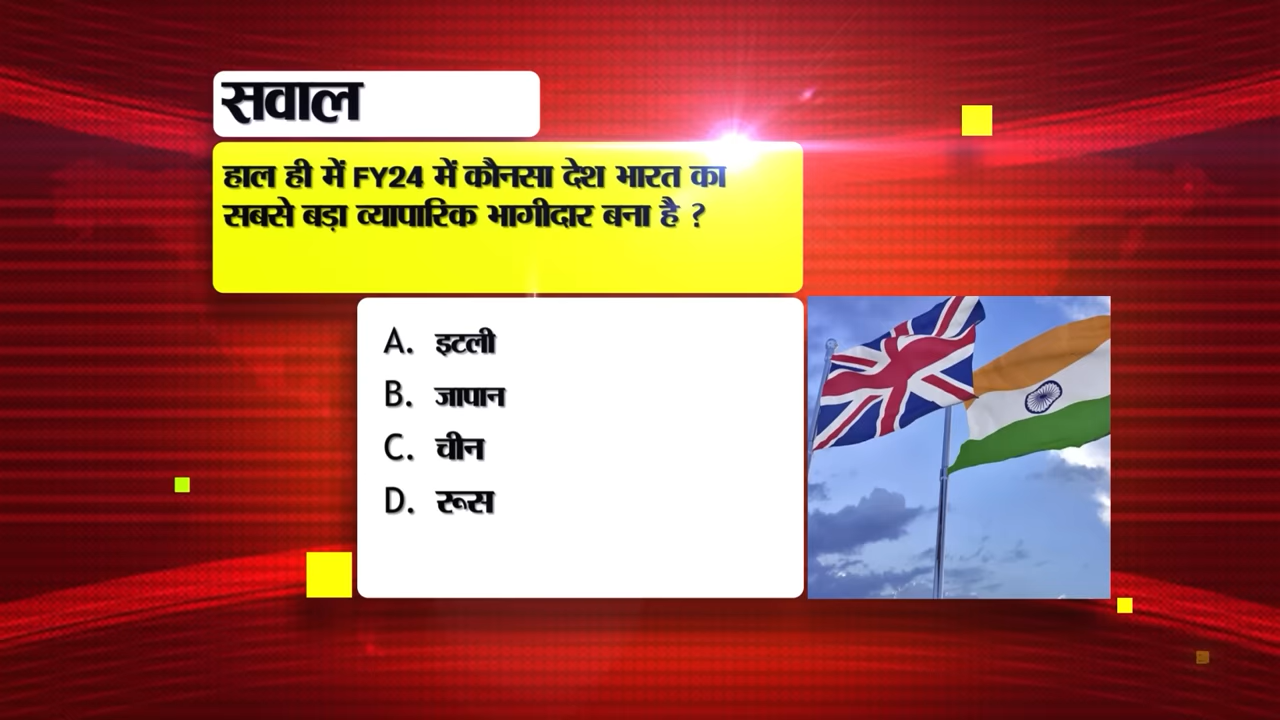 सवाल
हाल ही में FY24 में कौनसा देश भारत का
सबसे बड़ा व्यापारिक भागीदार बना है ?
A. इटली
B. जापान
C. चीन
D. रूस